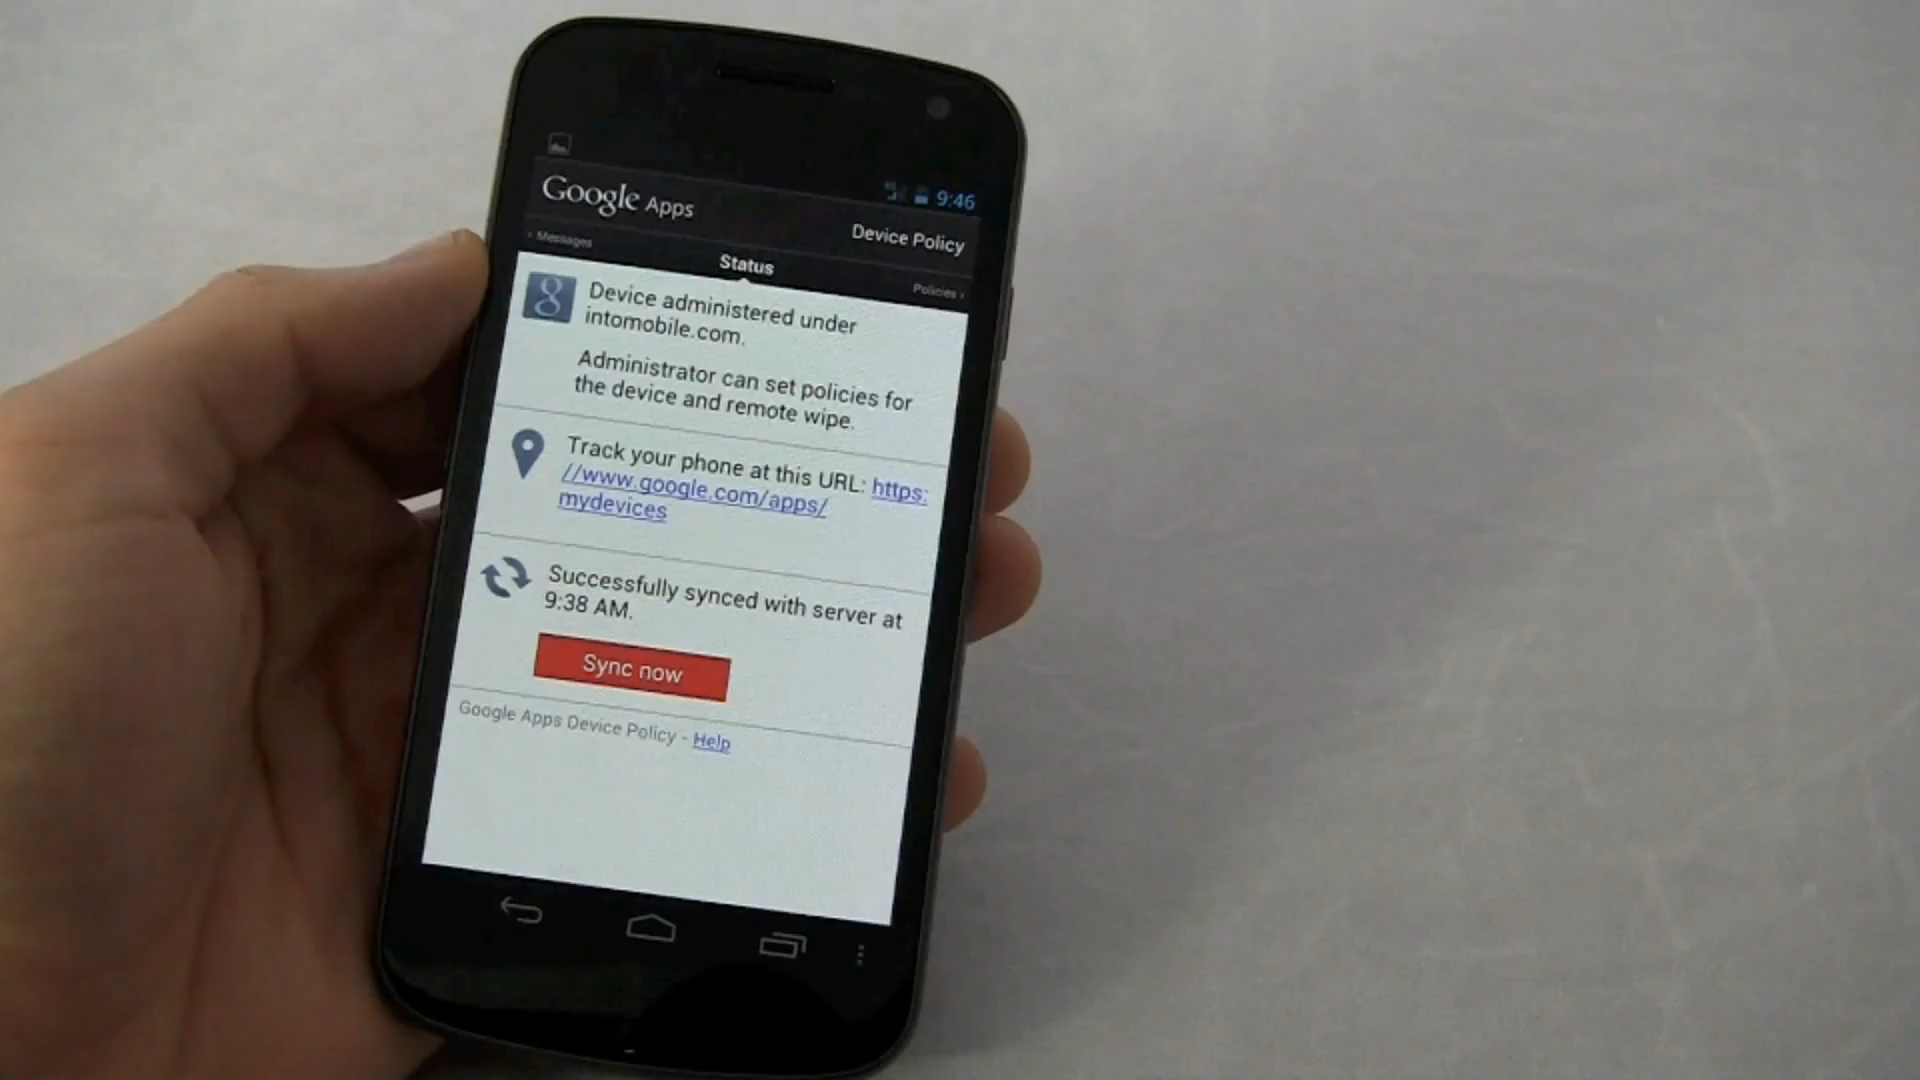 9:46
Google Apps
Device Policy
‹ Messages
Status
Policies ›
8
Device administered under
intomobile.com.
Administrator can set policies for
the device and remote wipe.
Track your phone at this URL: https:
//www.google.com/apps/
mydevices
Successfully synced with server at
9:38 AM.
Sync now
Google Apps Device Policy - Help